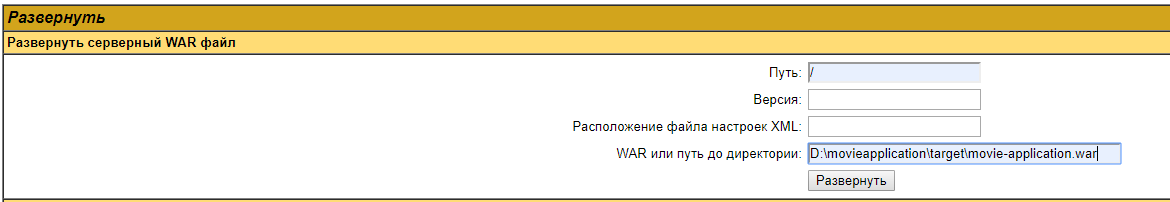 Развернуть
Развернуть серверный WAR файл
Путь: /
Версия:
Расположение файла настроек XML:
WAR или путь до директории: D:\movieapplication\target\movie-application.war
Развернуть